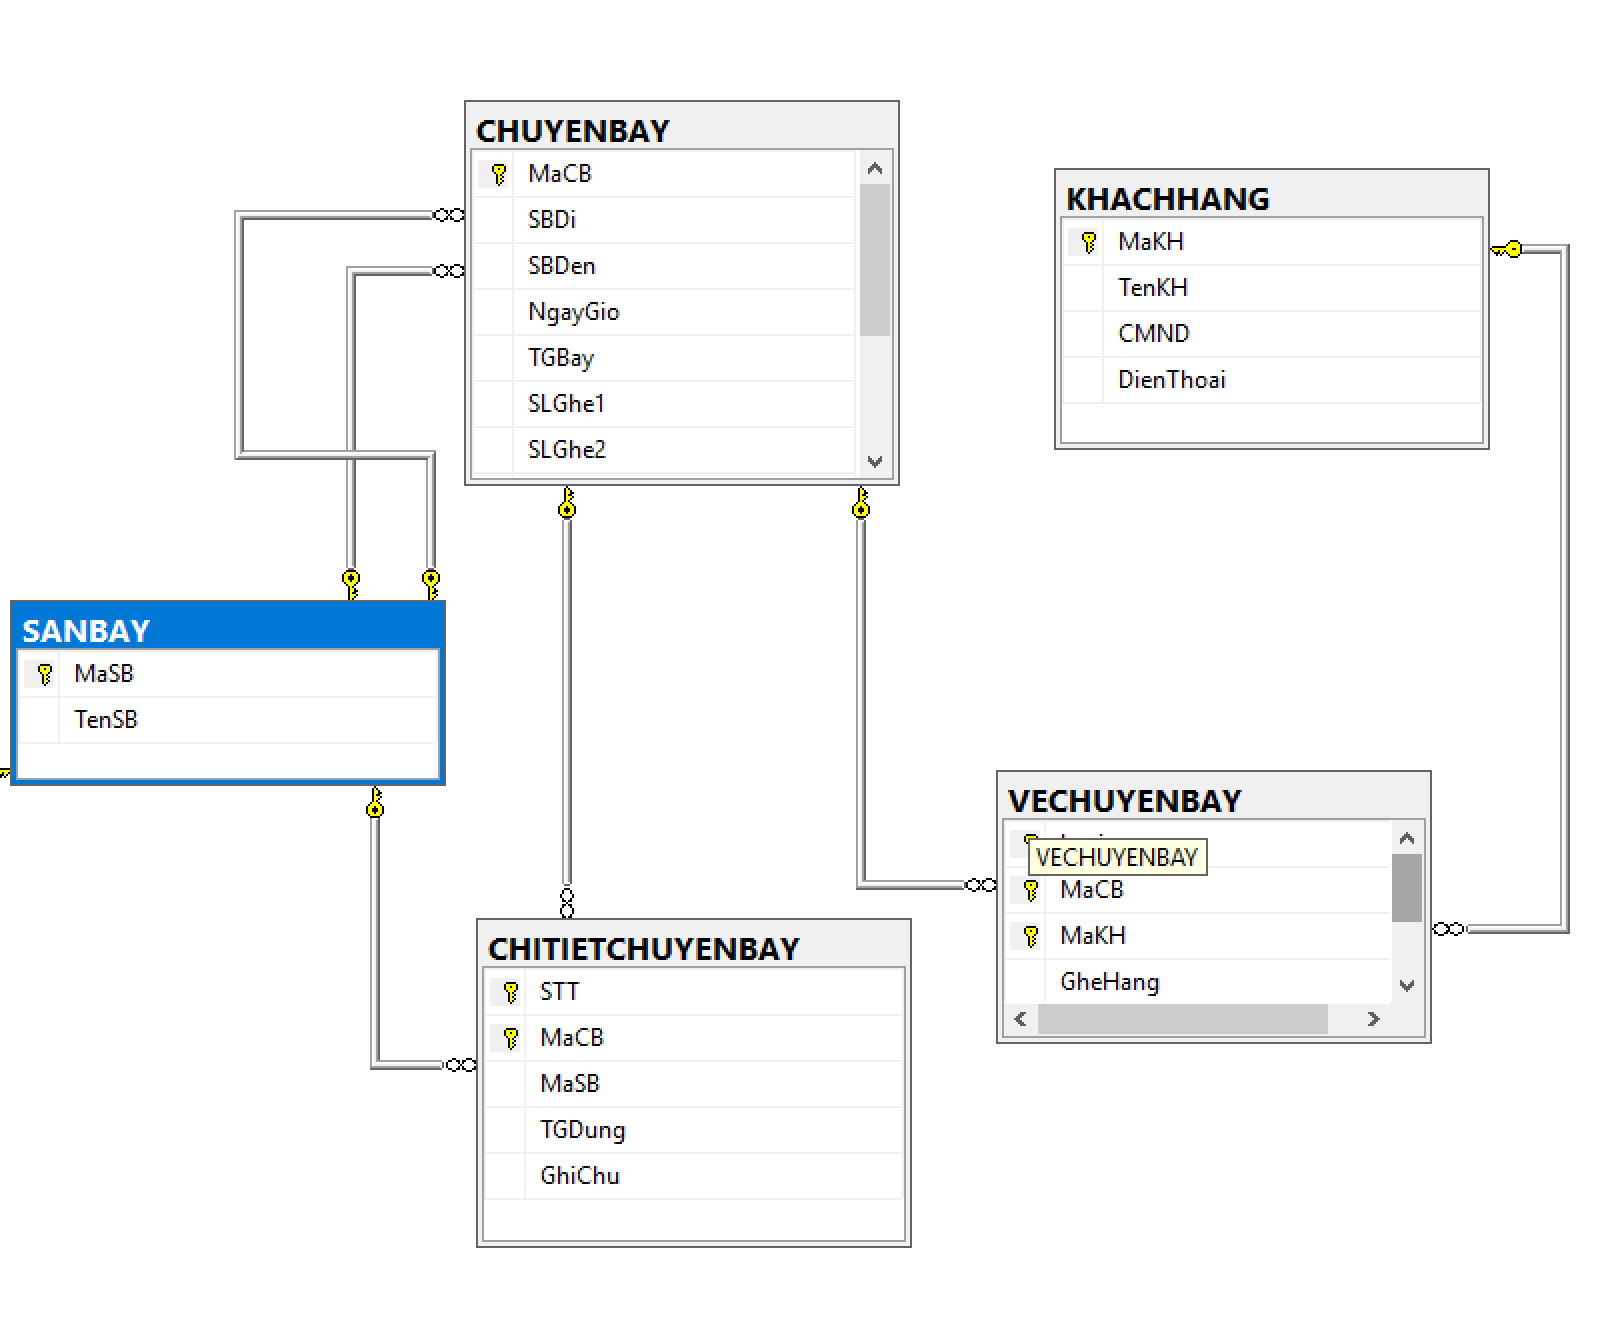 CHUYENBAY
MaCB
SBDi
SBDen
NgayGio
TGBay
SLGhe1
SLGhe2
KHACHHANG
MaKH
TenKH
CMND
DienThoai
SANBAY
MaSB
TenSB
VECHUYENBAY
VECHUYENBAY
MaCB
MaKH
GheHang
CHITIETCHUYENBAY
STT
MaCB
MaSB
TGDung
GhiChu